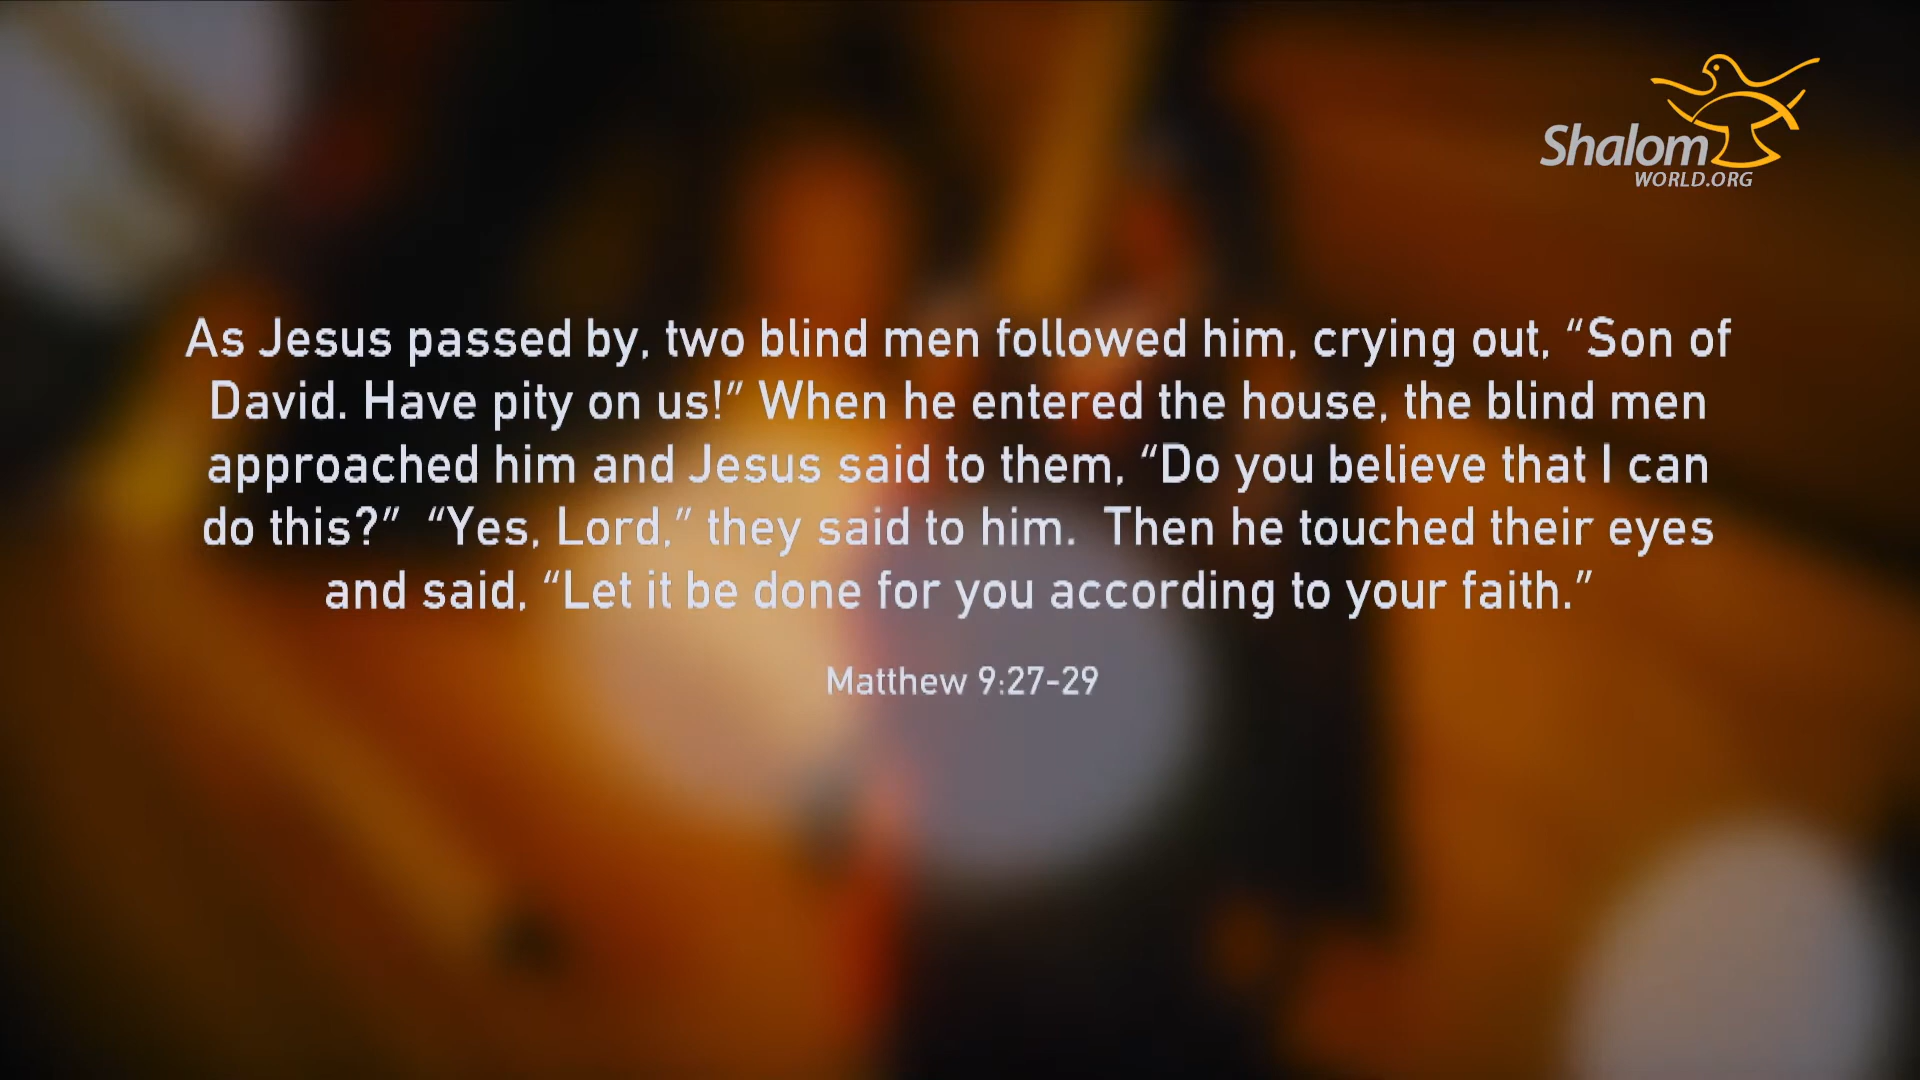 Shalom
WORLD.ORG
As Jesus passed by, two blind men followed him, crying out, “Son of
David. Have pity on us!” When he entered the house, the blind men
approached him and Jesus said to them, “Do you believe that I can
do this?”  “Yes, Lord,” they said to him.  Then he touched their eyes
and said, “Let it be done for you according to your faith.”
Matthew 9:27-29